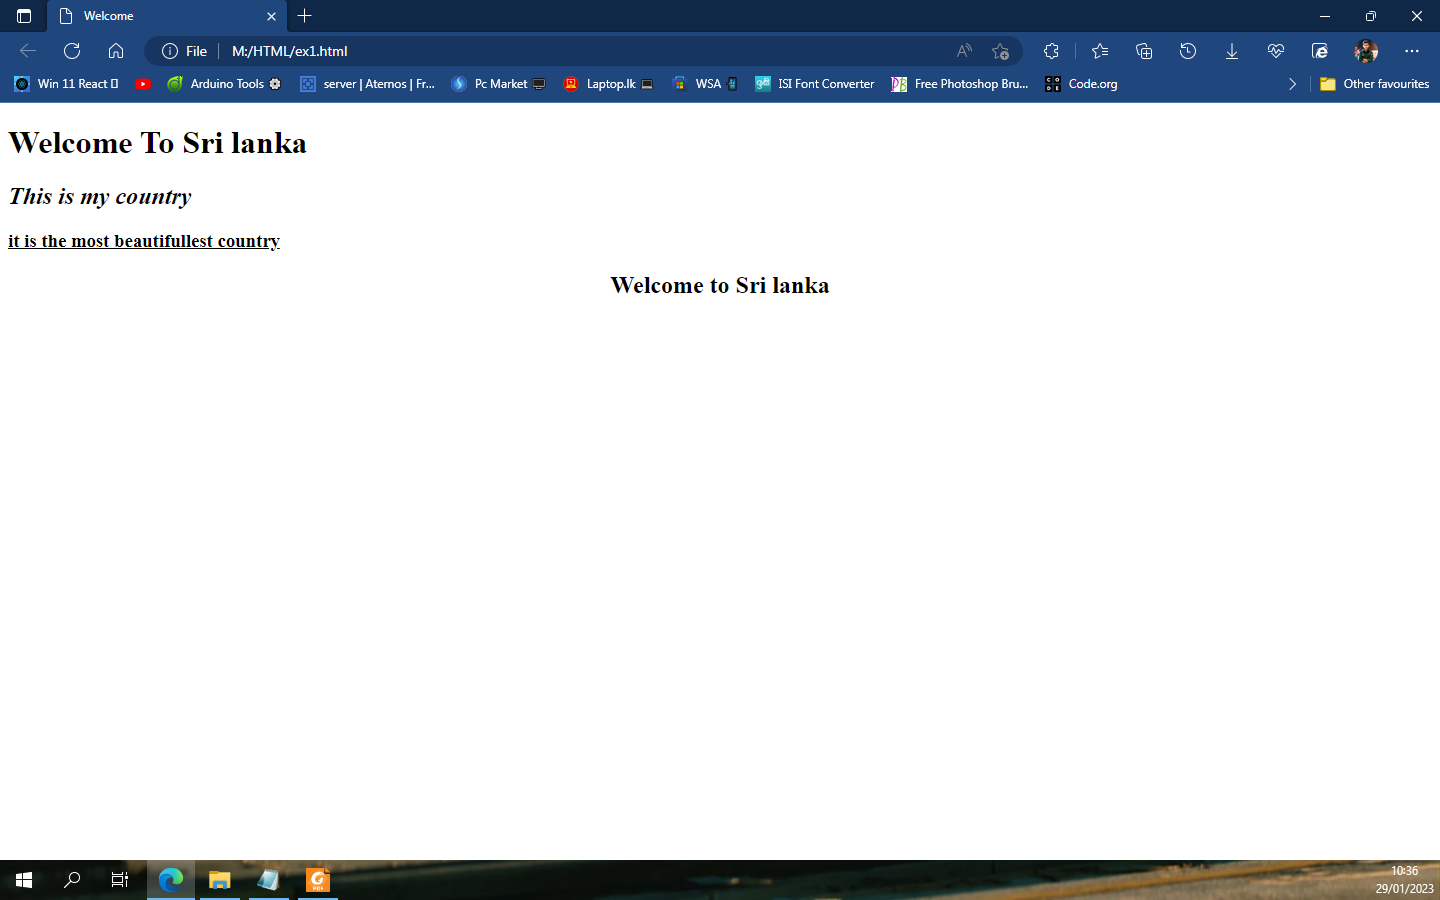 Welcome
File M:/HTML/ex1.html
Win 11 React Arduino Tools server | Aternos | Fr... Pc Market Laptop.lk WSA ISI Font Converter Free Photoshop Bru... Code.org Other favourites
Welcome To Sri lanka
This is my country
it is the most beautifullest country
Welcome to Sri lanka
10:36
29/01/2023